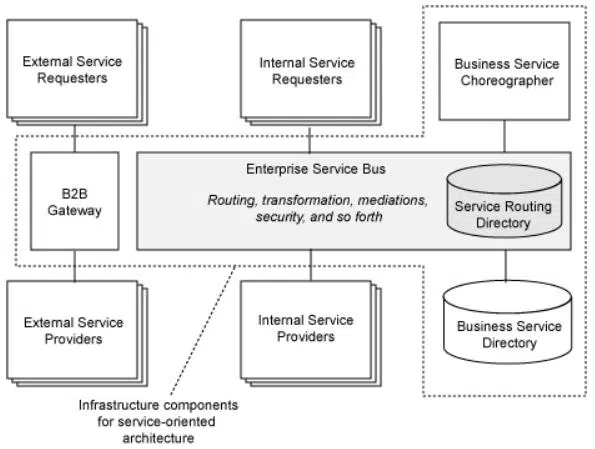 External Service
Requesters
Internal Service
Requesters
Business Service
Choreographer
B2B
Gateway
Enterprise Service Bus
Routing, transformation, mediations,
security, and so forth
Service Routing
Directory
External Service
Providers
Internal Service
Providers
Business Service
Directory
Infrastructure components
for service-oriented
architecture